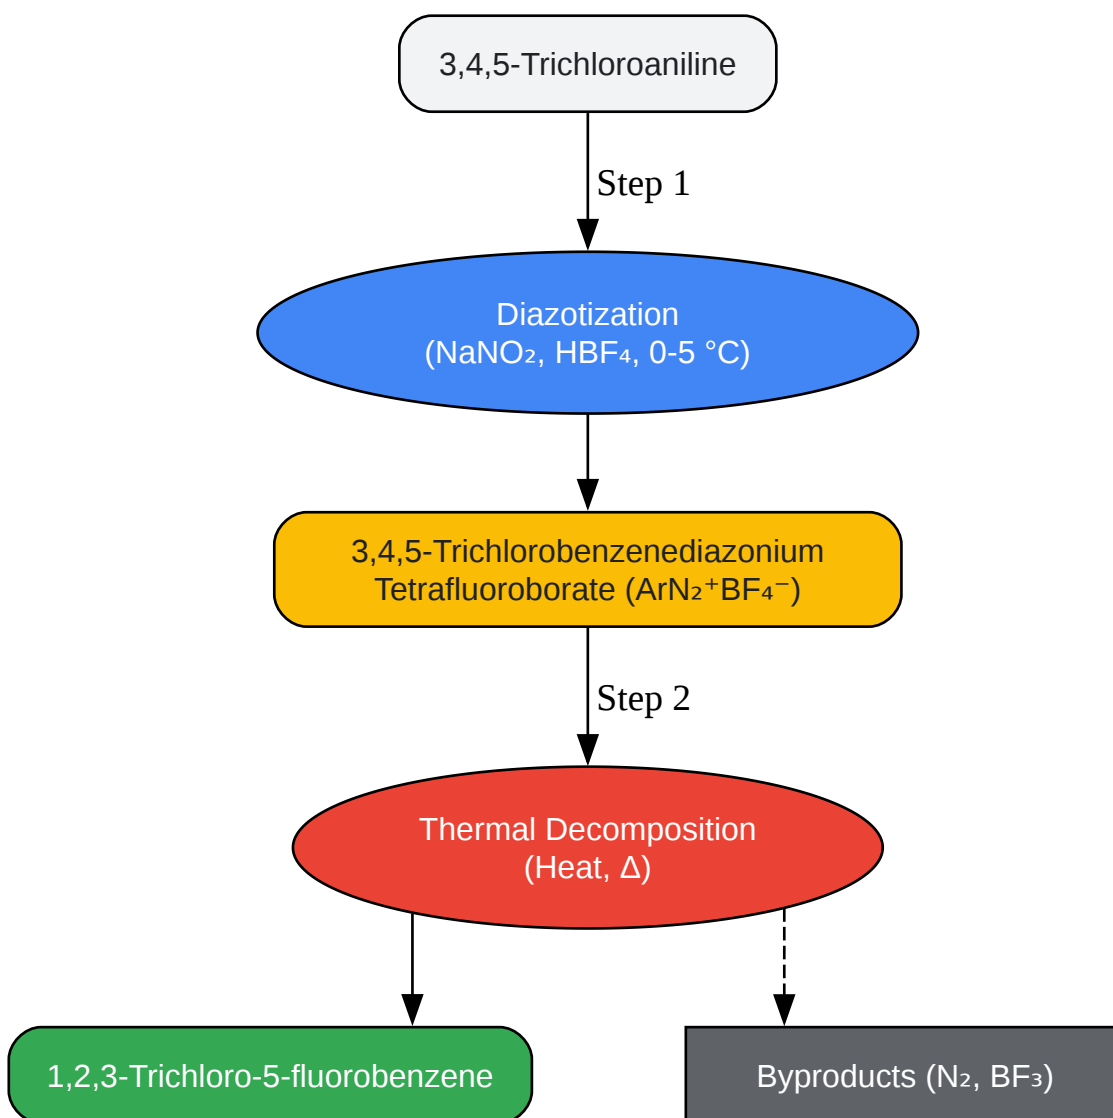 3,4,5-Trichloroaniline
Step 1
Diazotization
(NaNO₂, HBF₄, 0-5 °C)
3,4,5-Trichlorobenzenediazonium
Tetrafluoroborate (ArN₂⁺BF₄⁻)
Step 2
Thermal Decomposition
(Heat, Δ)
1,2,3-Trichloro-5-fluorobenzene
Byproducts (N₂, BF₃)